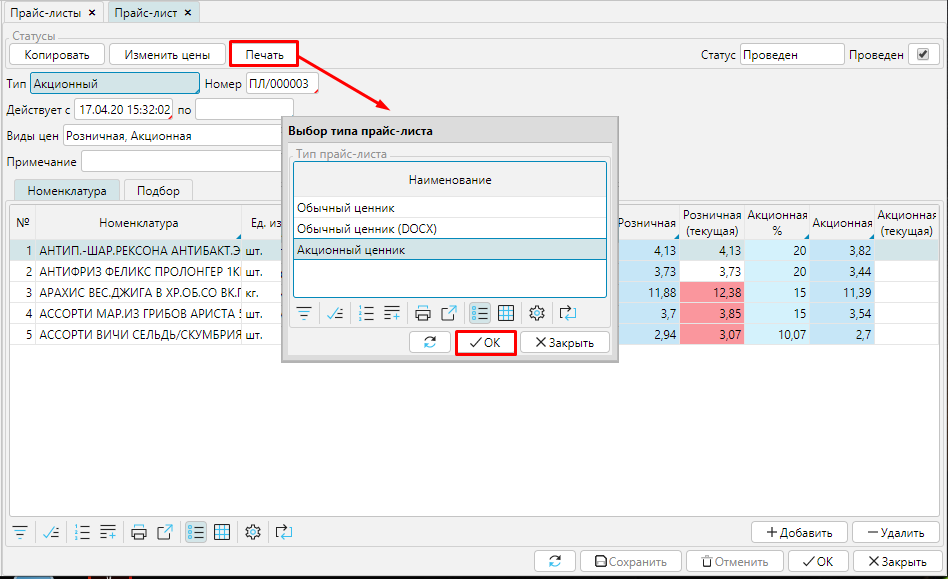 Прайс-листы × Прайс-лист ×
Статусы
Копировать Изменить цены Печать Статус Проведен Проведен
Тип Акционный Номер ПЛ/000003
Действует с 17.04.20 15:32:02 по
Виды цен Розничная, Акционная
Примечание
Номенклатура Подбор
№ Номенклатура Ед. из Розничная Розничная (текущая) Акционная % Акционная Акционная (текущая)
1 АНТИП.-ШАР.РЕКСОНА АНТИБАКТ.Э шт. 4,13 4,13 20 3,82
2 АНТИФРИЗ ФЕЛИКС ПРОЛОНГЕР 1К шт. 3,73 3,73 20 3,44
3 АРАХИС ВЕС.ДЖИГА В ХР.ОБ.СО ВК. кг. 11,88 12,38 15 11,39
4 АССОРТИ МАР.ИЗ ГРИБОВ АРИСТА шт. 3,7 3,85 15 3,54
5 АССОРТИ ВИЧИ СЕЛЬДЬ/СКУМБРИЯ шт. 2,94 3,07 10,07 2,7
Выбор типа прайс-листа
Тип прайс-листа
Наименование
Обычный ценник
Обычный ценник (DOCX)
Акционный ценник
OK Закрыть
Добавить Удалить
Сохранить Отменить OK Закрыть